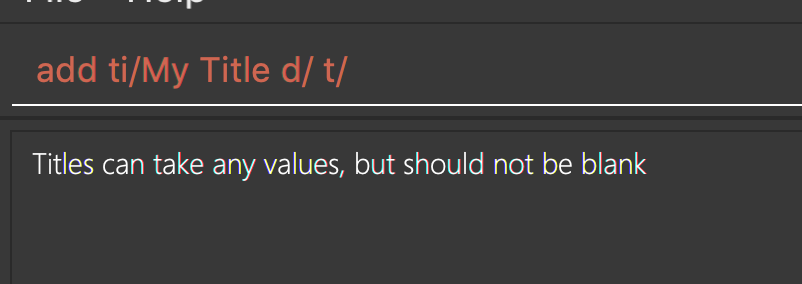 File Help
add ti/My Title d/ t/
Titles can take any values, but should not be blank